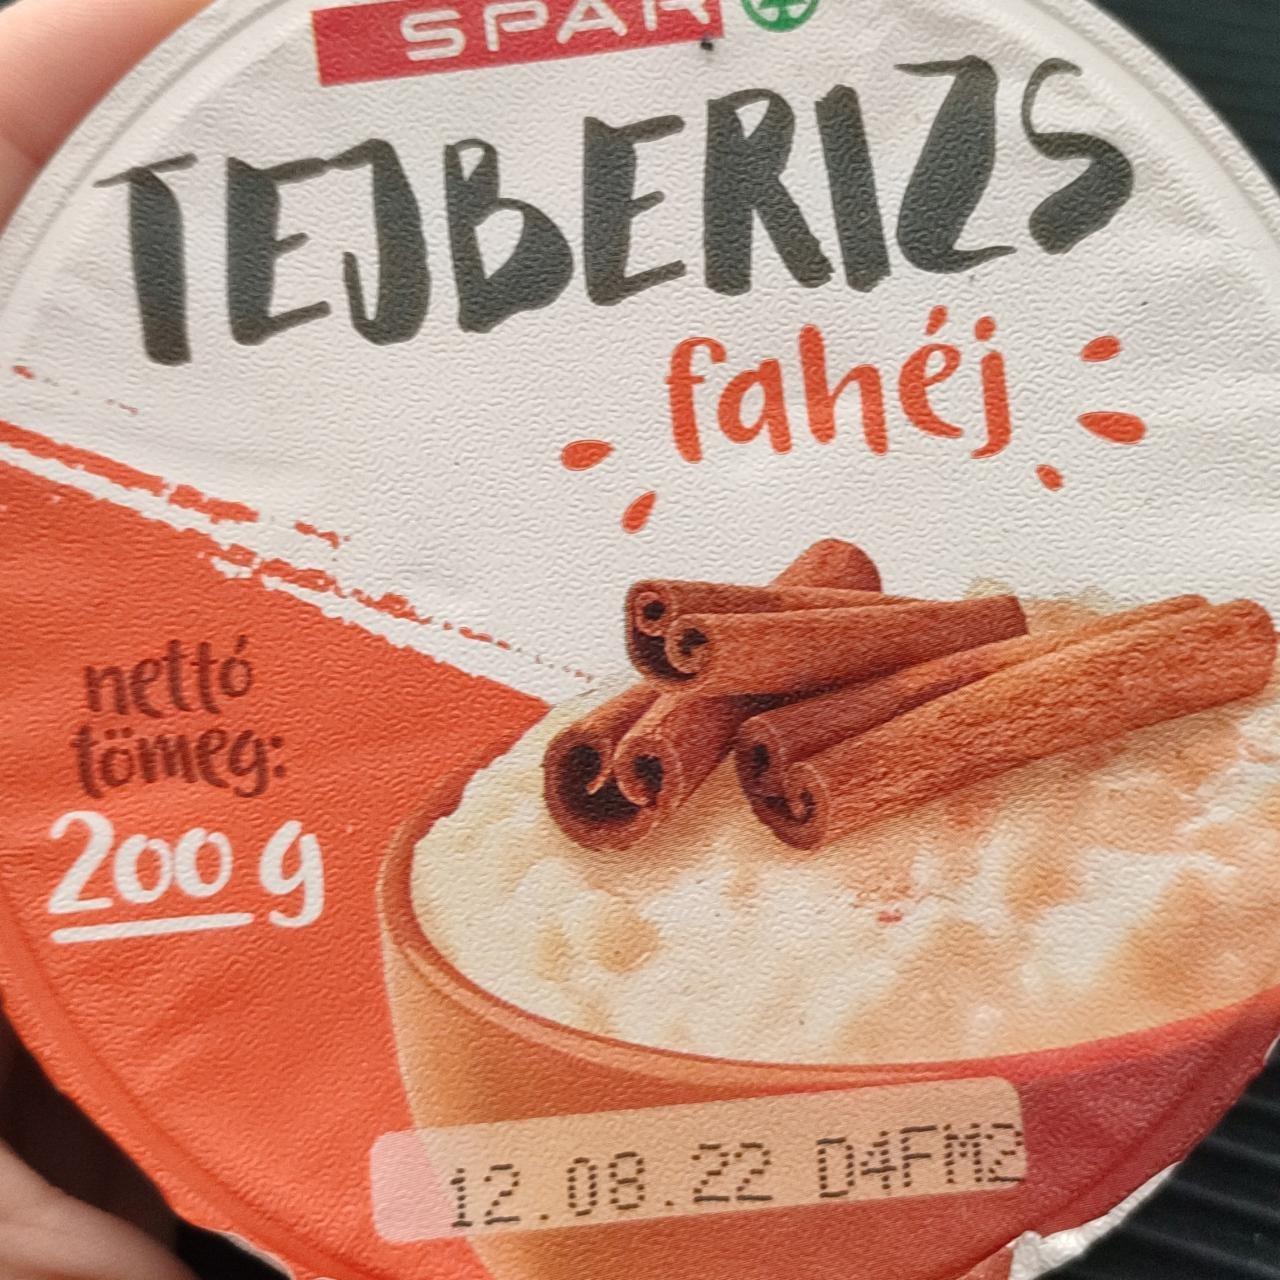 SPAR
TEJBERIZS
fahéj
nettó
tömeg:
200 g
12.08.22 D4FM2